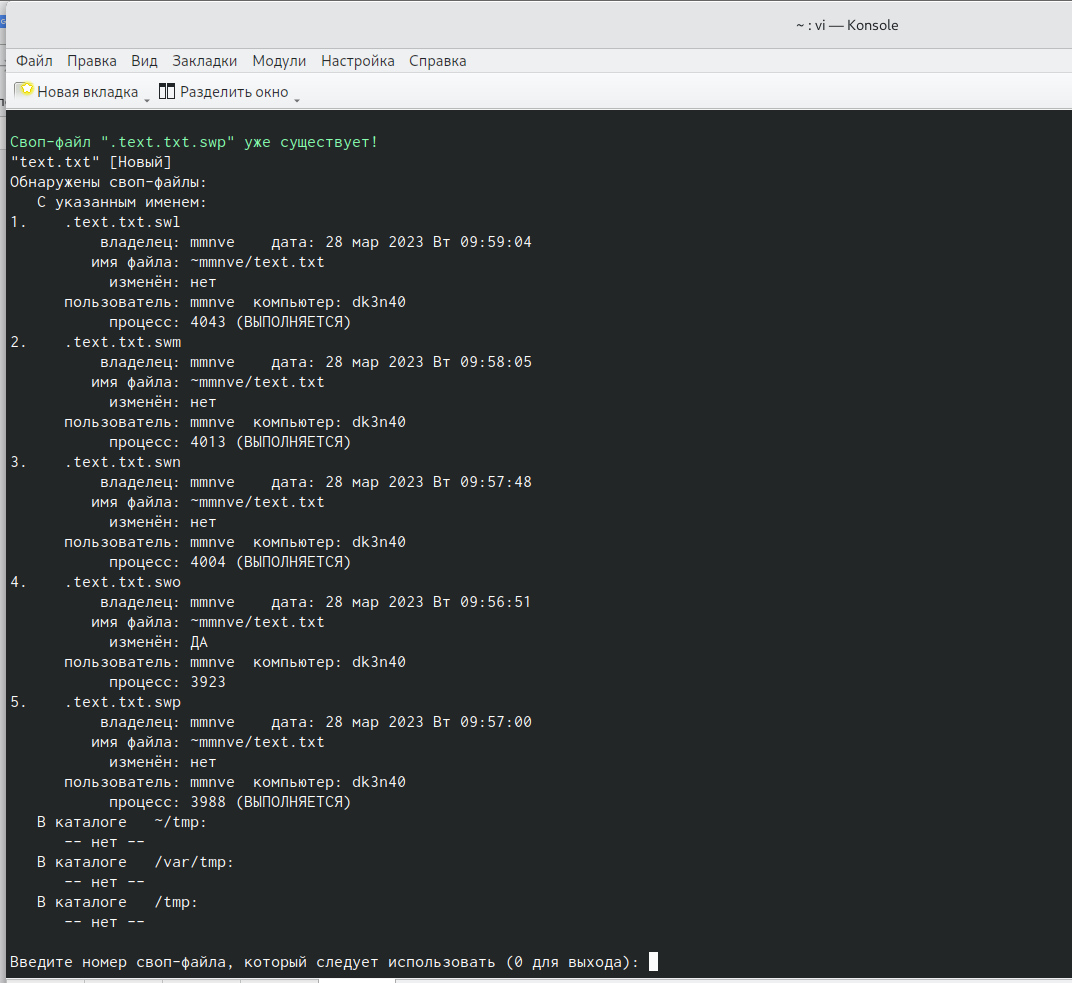 ~ : vi — Konsole
Файл Правка Вид Закладки Модули Настройка Справка
Новая вкладка Разделить окно
Своп-файл ".text.txt.swp" уже существует!
"text.txt" [Новый]
Обнаружены своп-файлы:
   С указанным именем:
1.    .text.txt.swl
          владелец: mmnve    дата: 28 мар 2023 Вт 09:59:04
         имя файла: ~mmnve/text.txt
           изменён: нет
      пользователь: mmnve  компьютер: dk3n40
           процесс: 4043 (ВЫПОЛНЯЕТСЯ)
2.    .text.txt.swm
          владелец: mmnve    дата: 28 мар 2023 Вт 09:58:05
         имя файла: ~mmnve/text.txt
           изменён: нет
      пользователь: mmnve  компьютер: dk3n40
           процесс: 4013 (ВЫПОЛНЯЕТСЯ)
3.    .text.txt.swn
          владелец: mmnve    дата: 28 мар 2023 Вт 09:57:48
         имя файла: ~mmnve/text.txt
           изменён: нет
      пользователь: mmnve  компьютер: dk3n40
           процесс: 4004 (ВЫПОЛНЯЕТСЯ)
4.    .text.txt.swo
          владелец: mmnve    дата: 28 мар 2023 Вт 09:56:51
         имя файла: ~mmnve/text.txt
           изменён: ДА
      пользователь: mmnve  компьютер: dk3n40
           процесс: 3923
5.    .text.txt.swp
          владелец: mmnve    дата: 28 мар 2023 Вт 09:57:00
         имя файла: ~mmnve/text.txt
           изменён: нет
      пользователь: mmnve  компьютер: dk3n40
           процесс: 3988 (ВЫПОЛНЯЕТСЯ)
   В каталоге   ~/tmp:
      -- нет --
   В каталоге   /var/tmp:
      -- нет --
   В каталоге   /tmp:
      -- нет --
Введите номер своп-файла, который следует использовать (0 для выхода):